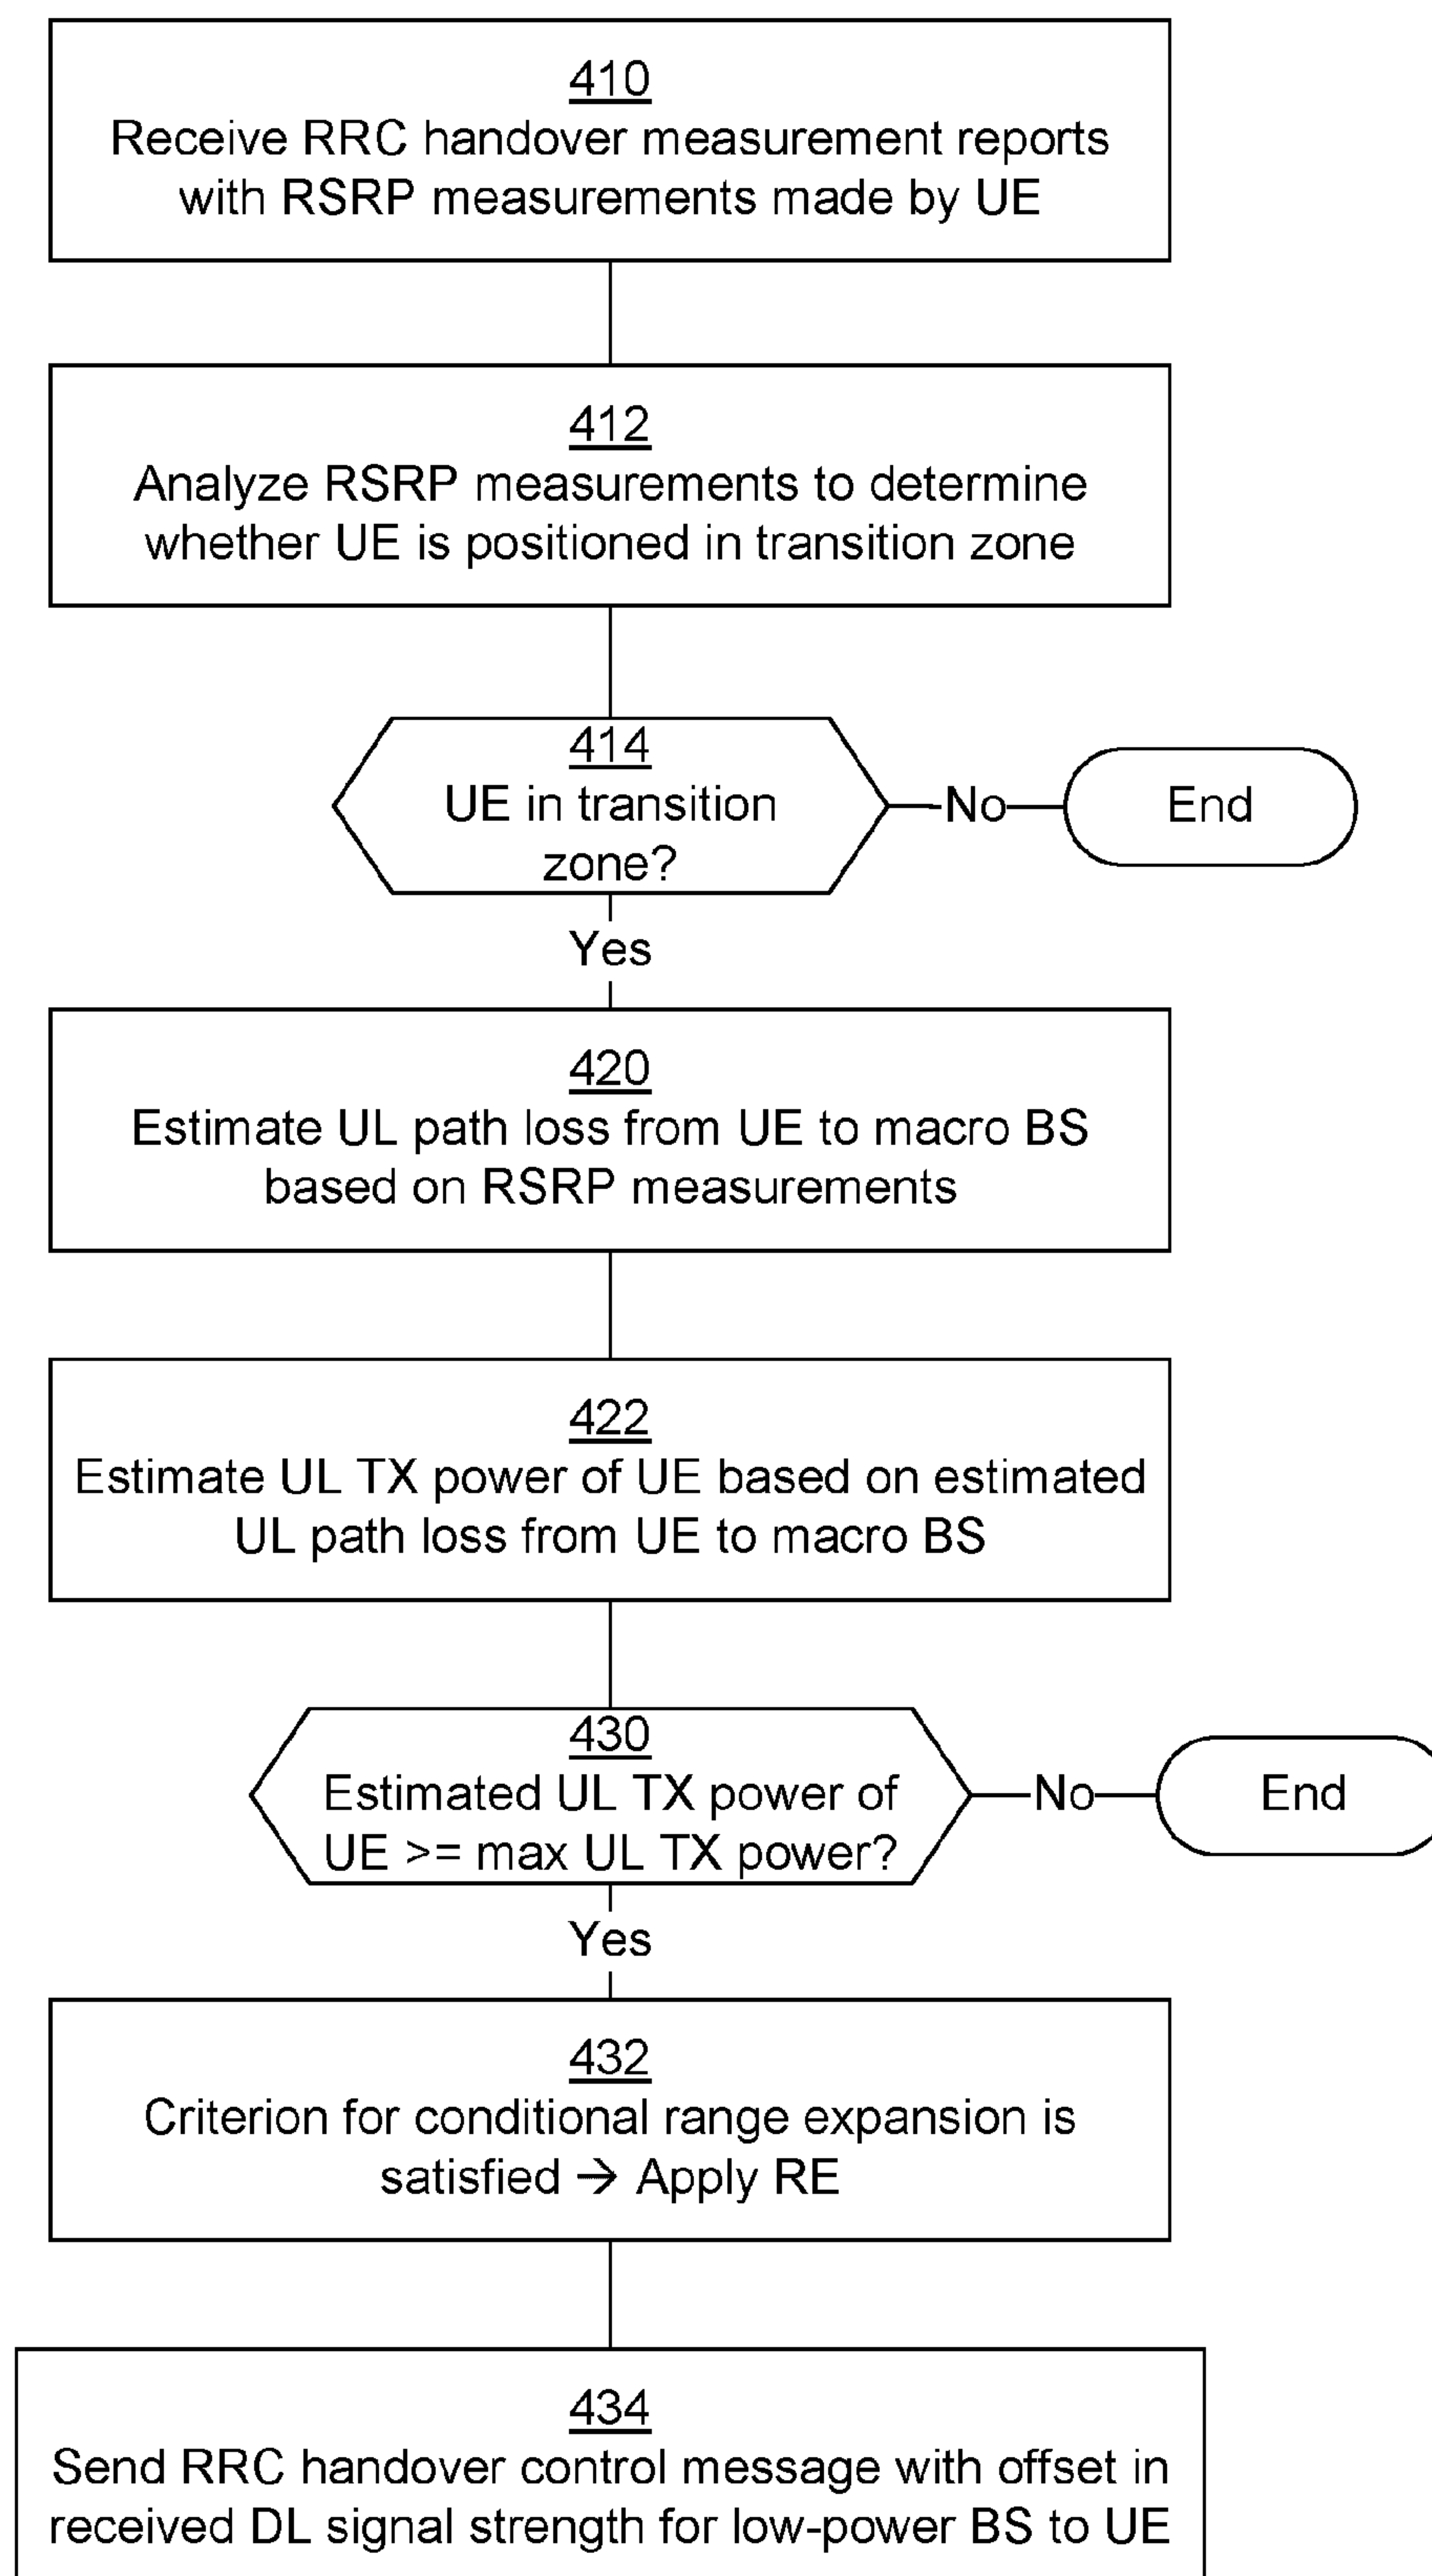 410
Receive RRC handover measurement reports
with RSRP measurements made by UE
412
Analyze RSRP measurements to determine
whether UE is positioned in transition zone
414
UE in transition
zone?
No
End
Yes
420
Estimate UL path loss from UE to macro BS
based on RSRP measurements
422
Estimate UL TX power of UE based on estimated
UL path loss from UE to macro BS
430
Estimated UL TX power of
UE >= max UL TX power?
No
End
Yes
432
Criterion for conditional range expansion is
satisfied → Apply RE
434
Send RRC handover control message with offset in
received DL signal strength for low-power BS to UE